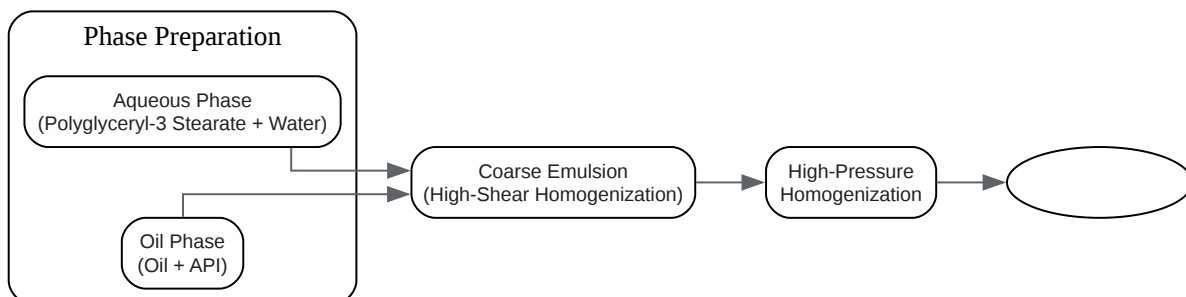 Phase Preparation
Aqueous Phase
(Polyglyceryl-3 Stearate + Water)
Oil Phase
(Oil + API)
Coarse Emulsion
(High-Shear Homogenization)
High-Pressure
Homogenization